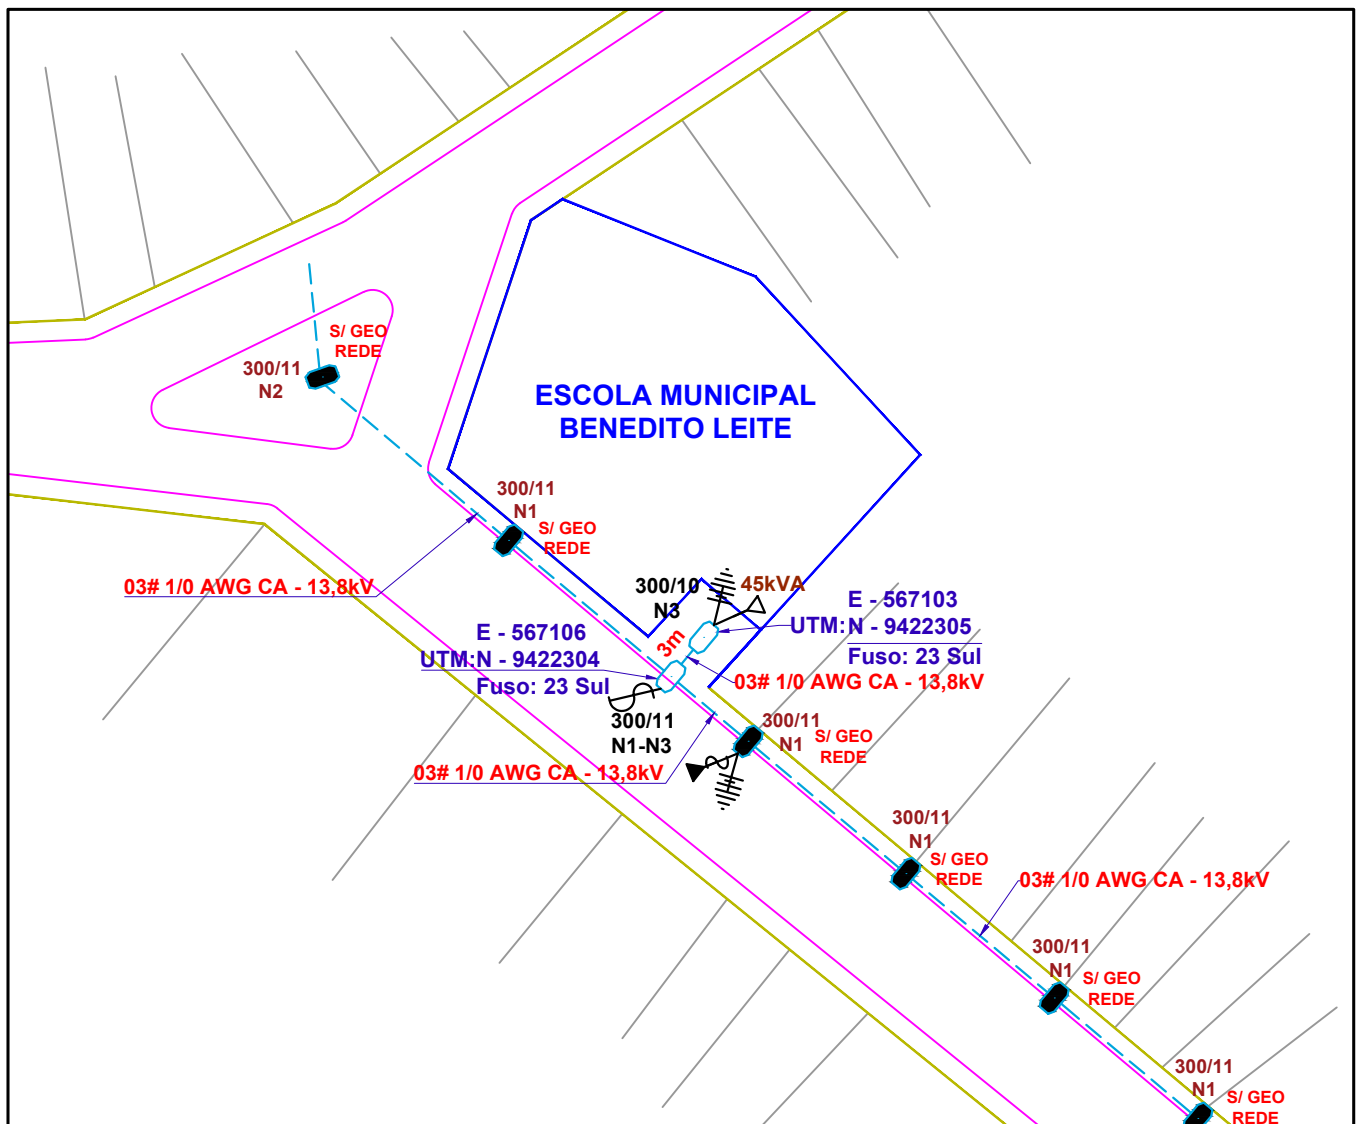 S/ GEO
REDE
300/11
N2
ESCOLA MUNICIPAL
BENEDITO LEITE
300/11
N1
S/ GEO
REDE
03# 1/0 AWG CA - 13,8kV
300/10
N3
45kVA
E - 567103
UTM: N - 9422305
Fuso: 23 Sul
3m
E - 567106
UTM: N - 9422304
Fuso: 23 Sul
03# 1/0 AWG CA - 13,8kV
300/11
N1-N3
300/11
N1
S/ GEO
REDE
03# 1/0 AWG CA - 13,8kV
300/11
N1
S/ GEO
REDE
03# 1/0 AWG CA - 13,8kV
300/11
N1
S/ GEO
REDE
300/11
N1
S/ GEO
REDE